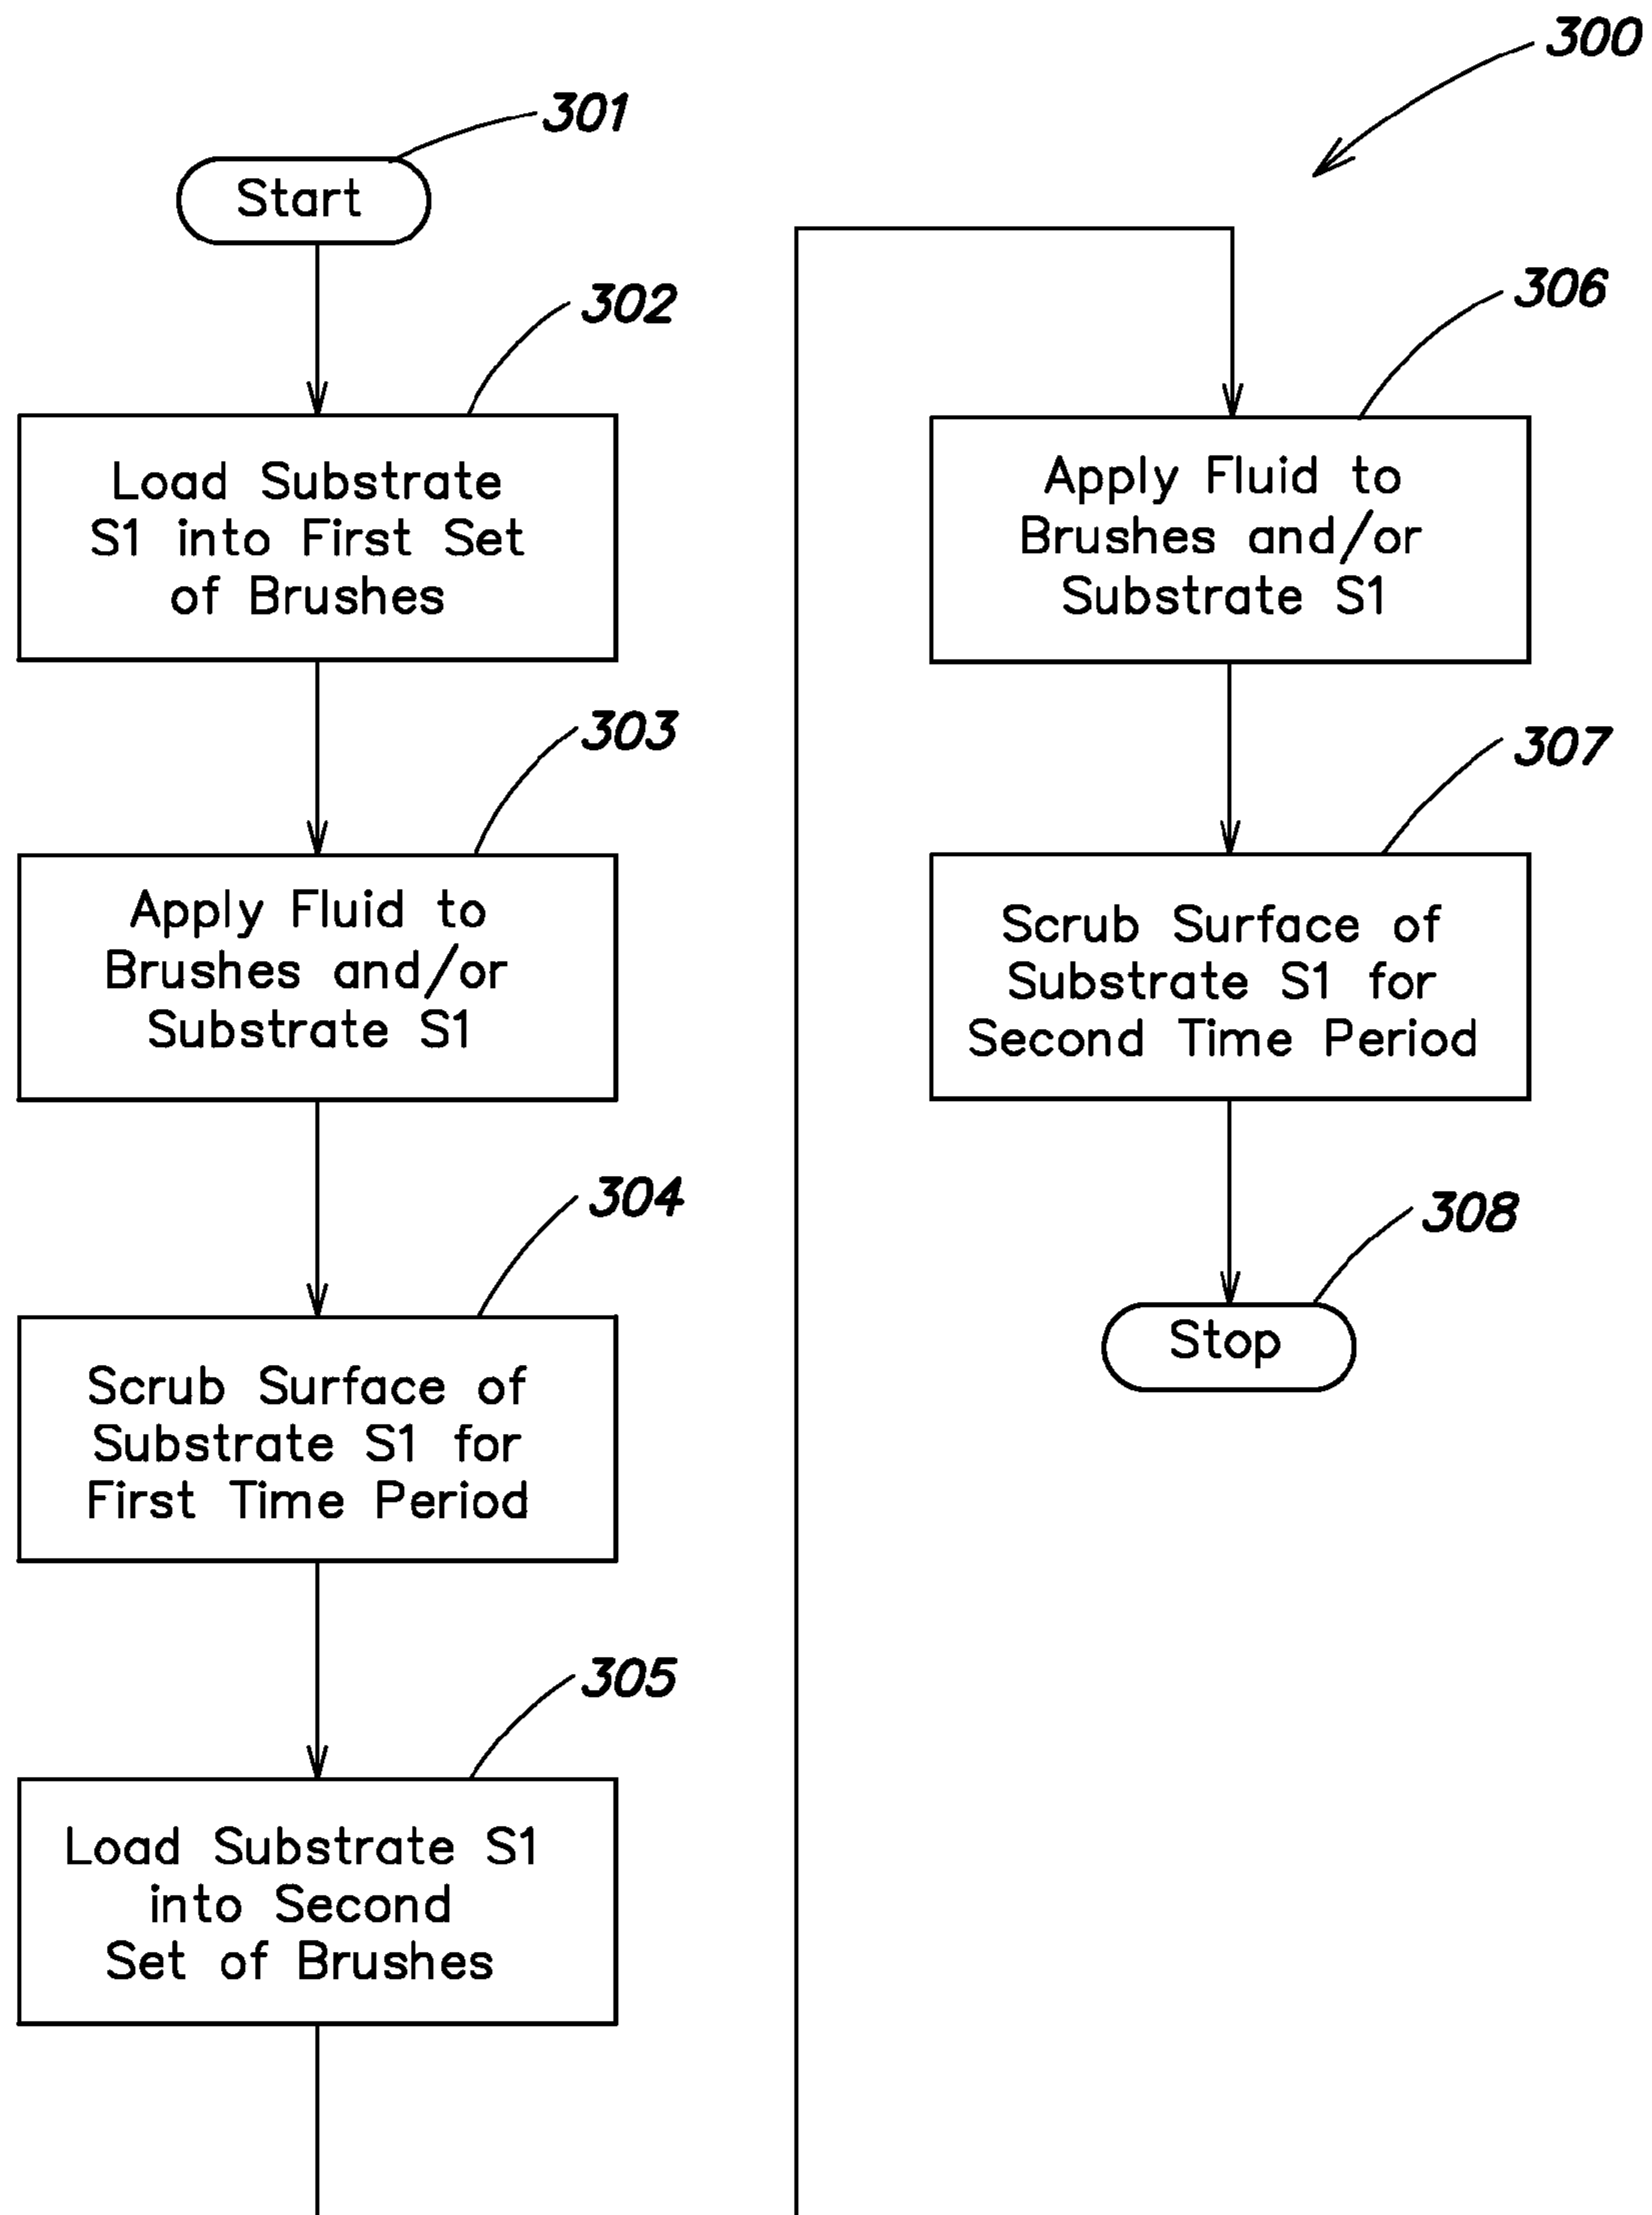 300
301
Start
302
Load Substrate
S1 into First Set
of Brushes
303
Apply Fluid to
Brushes and/or
Substrate S1
304
Scrub Surface of
Substrate S1 for
First Time Period
305
Load Substrate S1
into Second
Set of Brushes
306
Apply Fluid to
Brushes and/or
Substrate S1
307
Scrub Surface of
Substrate S1 for
Second Time Period
308
Stop